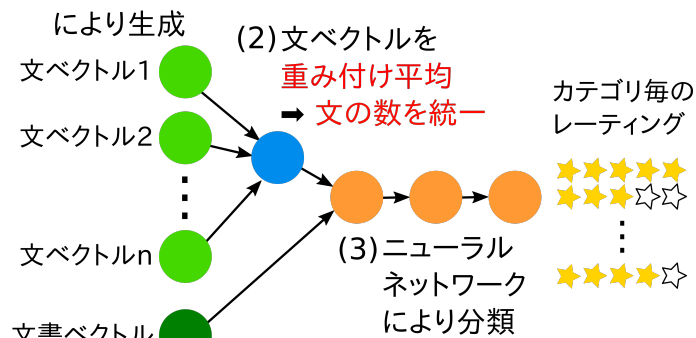 により生成
文ベクトル1
(2)文ベクトルを
重み付け平均
➡ 文の数を統一
カテゴリ毎の
レーティング
文ベクトル2
文ベクトルn
(3)ニューラル
ネットワーク
により分類
文書ベクトル